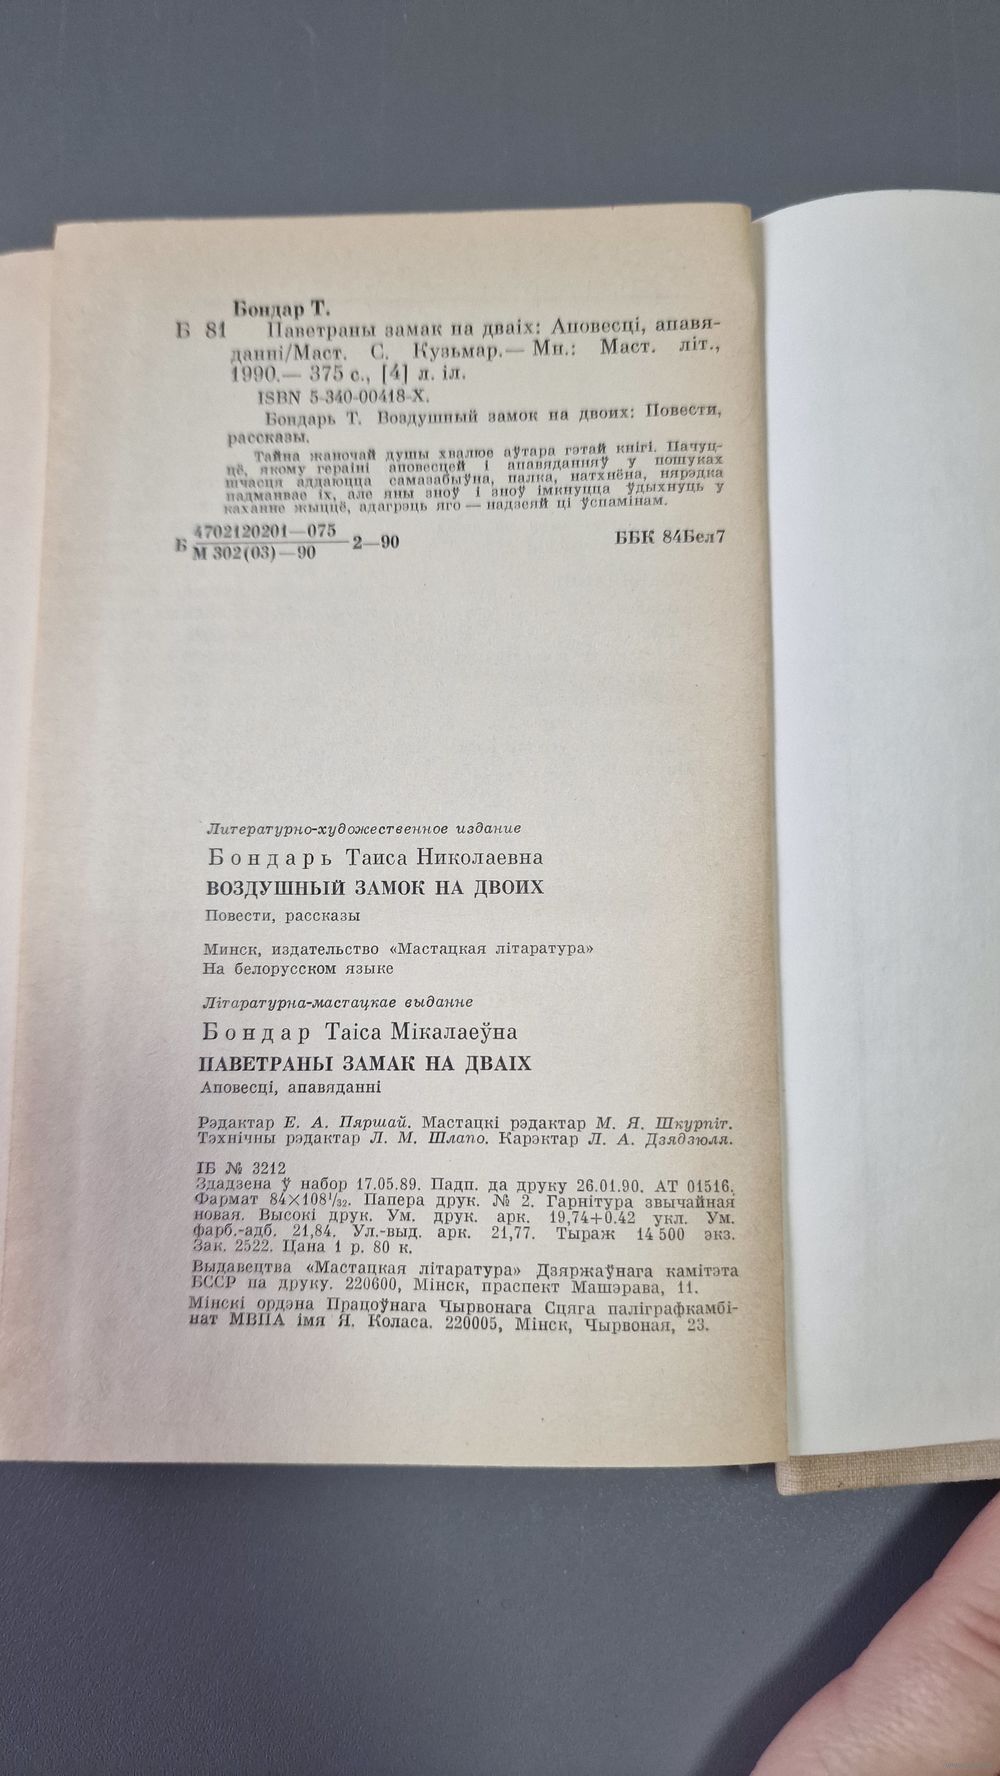 Бондар Т.
Б 81 Паветраны замак на дваіх: Аповесці, апавя-
данні/Маст. С. Кузьмар.— Мн.: Маст. літ.,
1990.— 375 с., [4] л. іл.
ISBN 5-340-00418-X.
Бондарь Т. Воздушный замок на двоих: Повести,
рассказы.
Тайна жаночай душы хвалюе аўтара гэтай кнігі. Пачуц-
цё, якому гераіні аповесцей і апавяданняў у пошуках
шчасця аддаюцца самазабыўна, палка, натхнёна, нярэдка
падманвае іх, але яны зноў і зноў імкнуцца ўдыхнуць у
каханне жыццё, адагрэць яго — надзеяй ці ўспамінам.
Б 4702120201—075
М 302(03)—90 2—90 ББК 84Бел7
Литературно-художественное издание
Бондарь Таиса Николаевна
ВОЗДУШНЫЙ ЗАМОК НА ДВОИХ
Повести, рассказы
Минск, издательство «Мастацкая літаратура»
На белорусском языке
Літаратурна-мастацкае выданне
Бондар Таіса Мікалаеўна
ПАВЕТРАНЫ ЗАМАК НА ДВАІХ
Аповесці, апавяданні
Рэдактар Е. А. Пяршай. Мастацкі рэдактар М. Я. Шкурпіт.
Тэхнічны рэдактар Л. М. Шлапо. Карэктар Л. А. Дзядзюля.
ІБ № 3212
Здадзена ў набор 17.05.89. Падп. да друку 26.01.90. АТ 01516.
Фармат 84×108¹/₃₂. Папера друк. № 2. Гарнітура звычайная
новая. Высокі друк. Ум. друк. арк. 19,74+0.42 укл. Ум.
фарб.-адб. 21,84. Ул.-выд. арк. 21,77. Тыраж 14 500 экз.
Зак. 2522. Цана 1 р. 80 к.
Выдавецтва «Мастацкая літаратура» Дзяржаўнага камітэта
БССР па друку. 220600, Мінск, праспект Машэрава, 11.
Мінскі ордэна Працоўнага Чырвонага Сцяга паліграфкамбі-
нат МВПА імя Я. Коласа. 220005, Мінск, Чырвоная, 23.